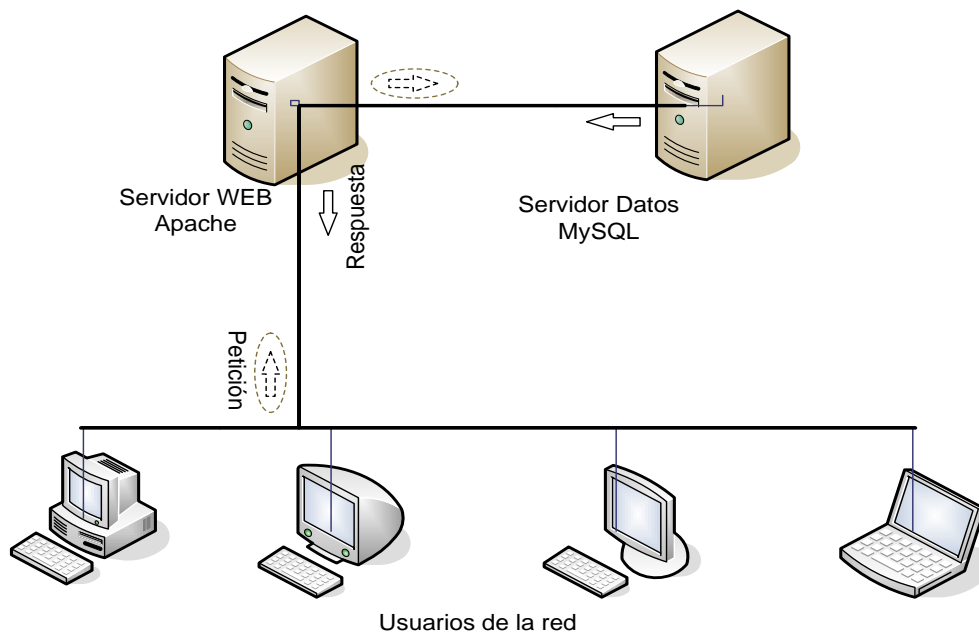 Servidor WEB
Apache
Servidor Datos
MySQL
Respuesta
Petición
Usuarios de la red